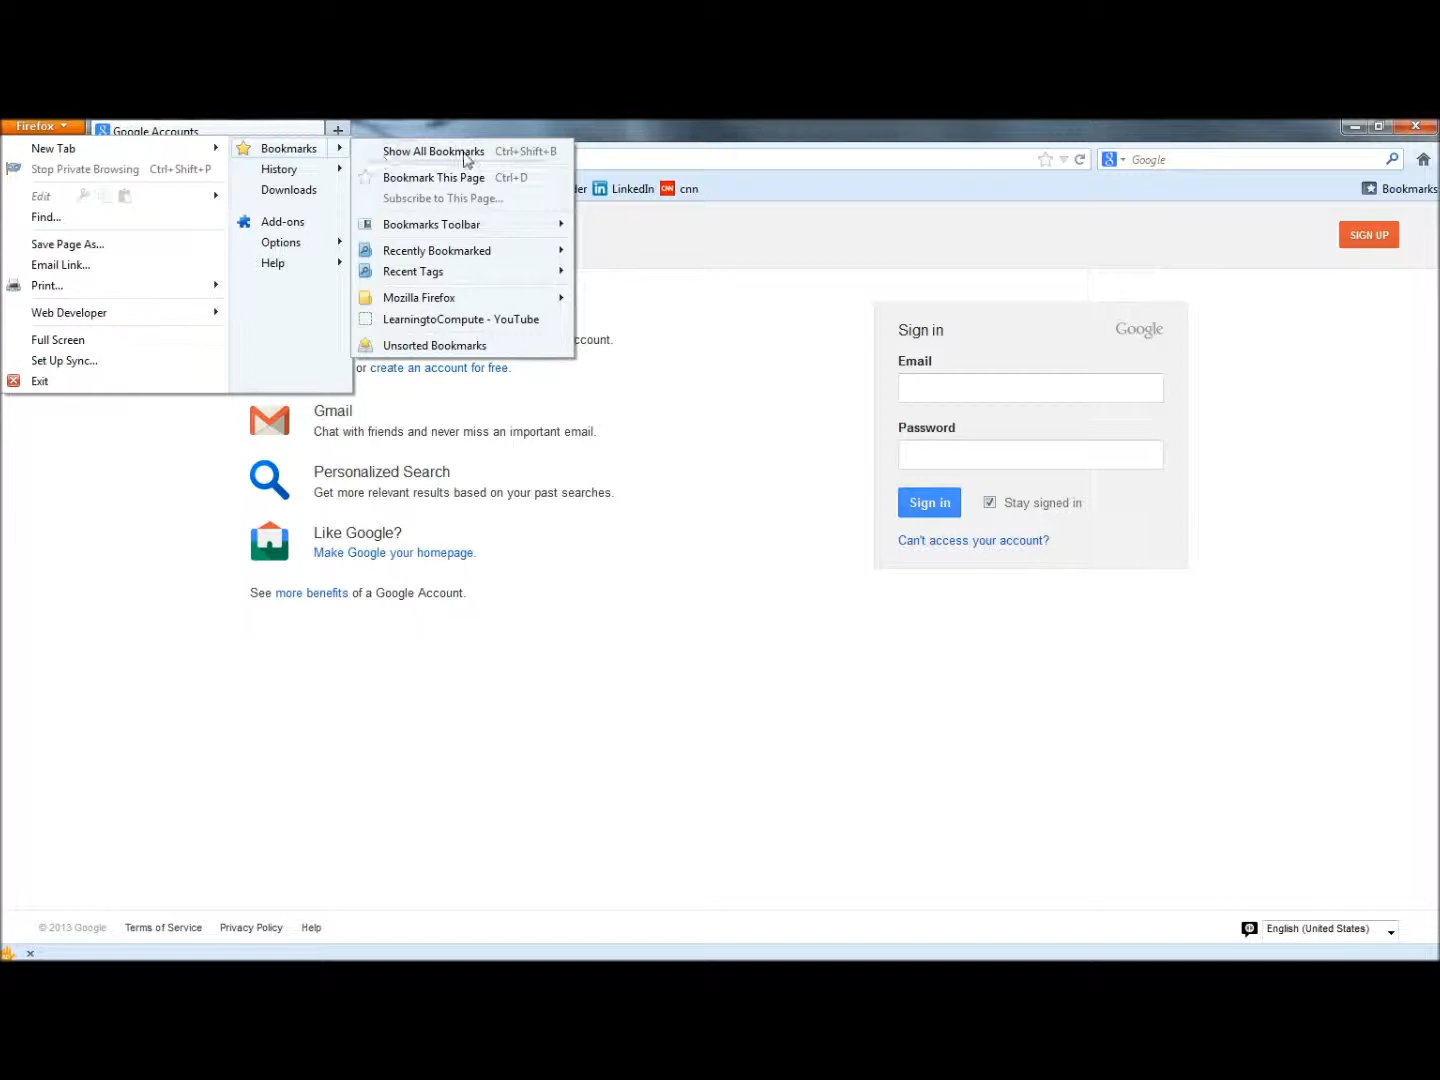 Firefox
Google Accounts
+
New Tab
Bookmarks
Show All Bookmarks Ctrl+Shift+B
Google
Stop Private Browsing Ctrl+Shift+P
History
Bookmark This Page Ctrl+D
Edit
Downloads
Subscribe to This Page...
LinkedIn
CNN cnn
Bookmarks
Find...
Add-ons
Bookmarks Toolbar
SIGN UP
Save Page As...
Options
Recently Bookmarked
Email Link...
Help
Recent Tags
Print...
Mozilla Firefox
Web Developer
LearningtoCompute - YouTube
Full Screen
Unsorted Bookmarks
Set Up Sync...
or create an account for free.
Exit
Gmail
Chat with friends and never miss an important email.
Personalized Search
Get more relevant results based on your past searches.
Like Google?
Make Google your homepage.
See more benefits of a Google Account.
Sign in
Google
Email
Password
Sign in
Stay signed in
Can't access your account?
© 2013 Google
Terms of Service
Privacy Policy
Help
English (United States)